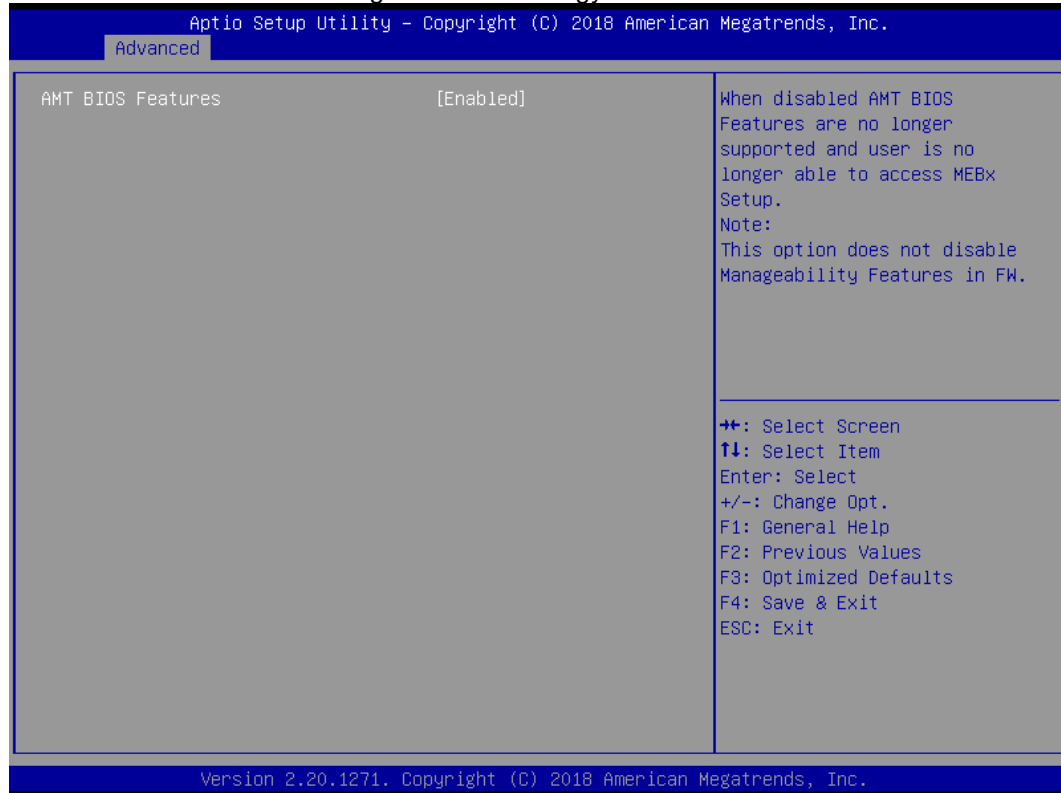 Aptio Setup Utility – Copyright (C) 2018 American Megatrends, Inc.
Advanced
AMT BIOS Features [Enabled]
When disabled AMT BIOS
Features are no longer
supported and user is no
longer able to access MEBx
Setup.
Note:
This option does not disable
Manageability Features in FW.
→←: Select Screen
↑↓: Select Item
Enter: Select
+/-: Change Opt.
F1: General Help
F2: Previous Values
F3: Optimized Defaults
F4: Save & Exit
ESC: Exit
Version 2.20.1271. Copyright (C) 2018 American Megatrends, Inc.